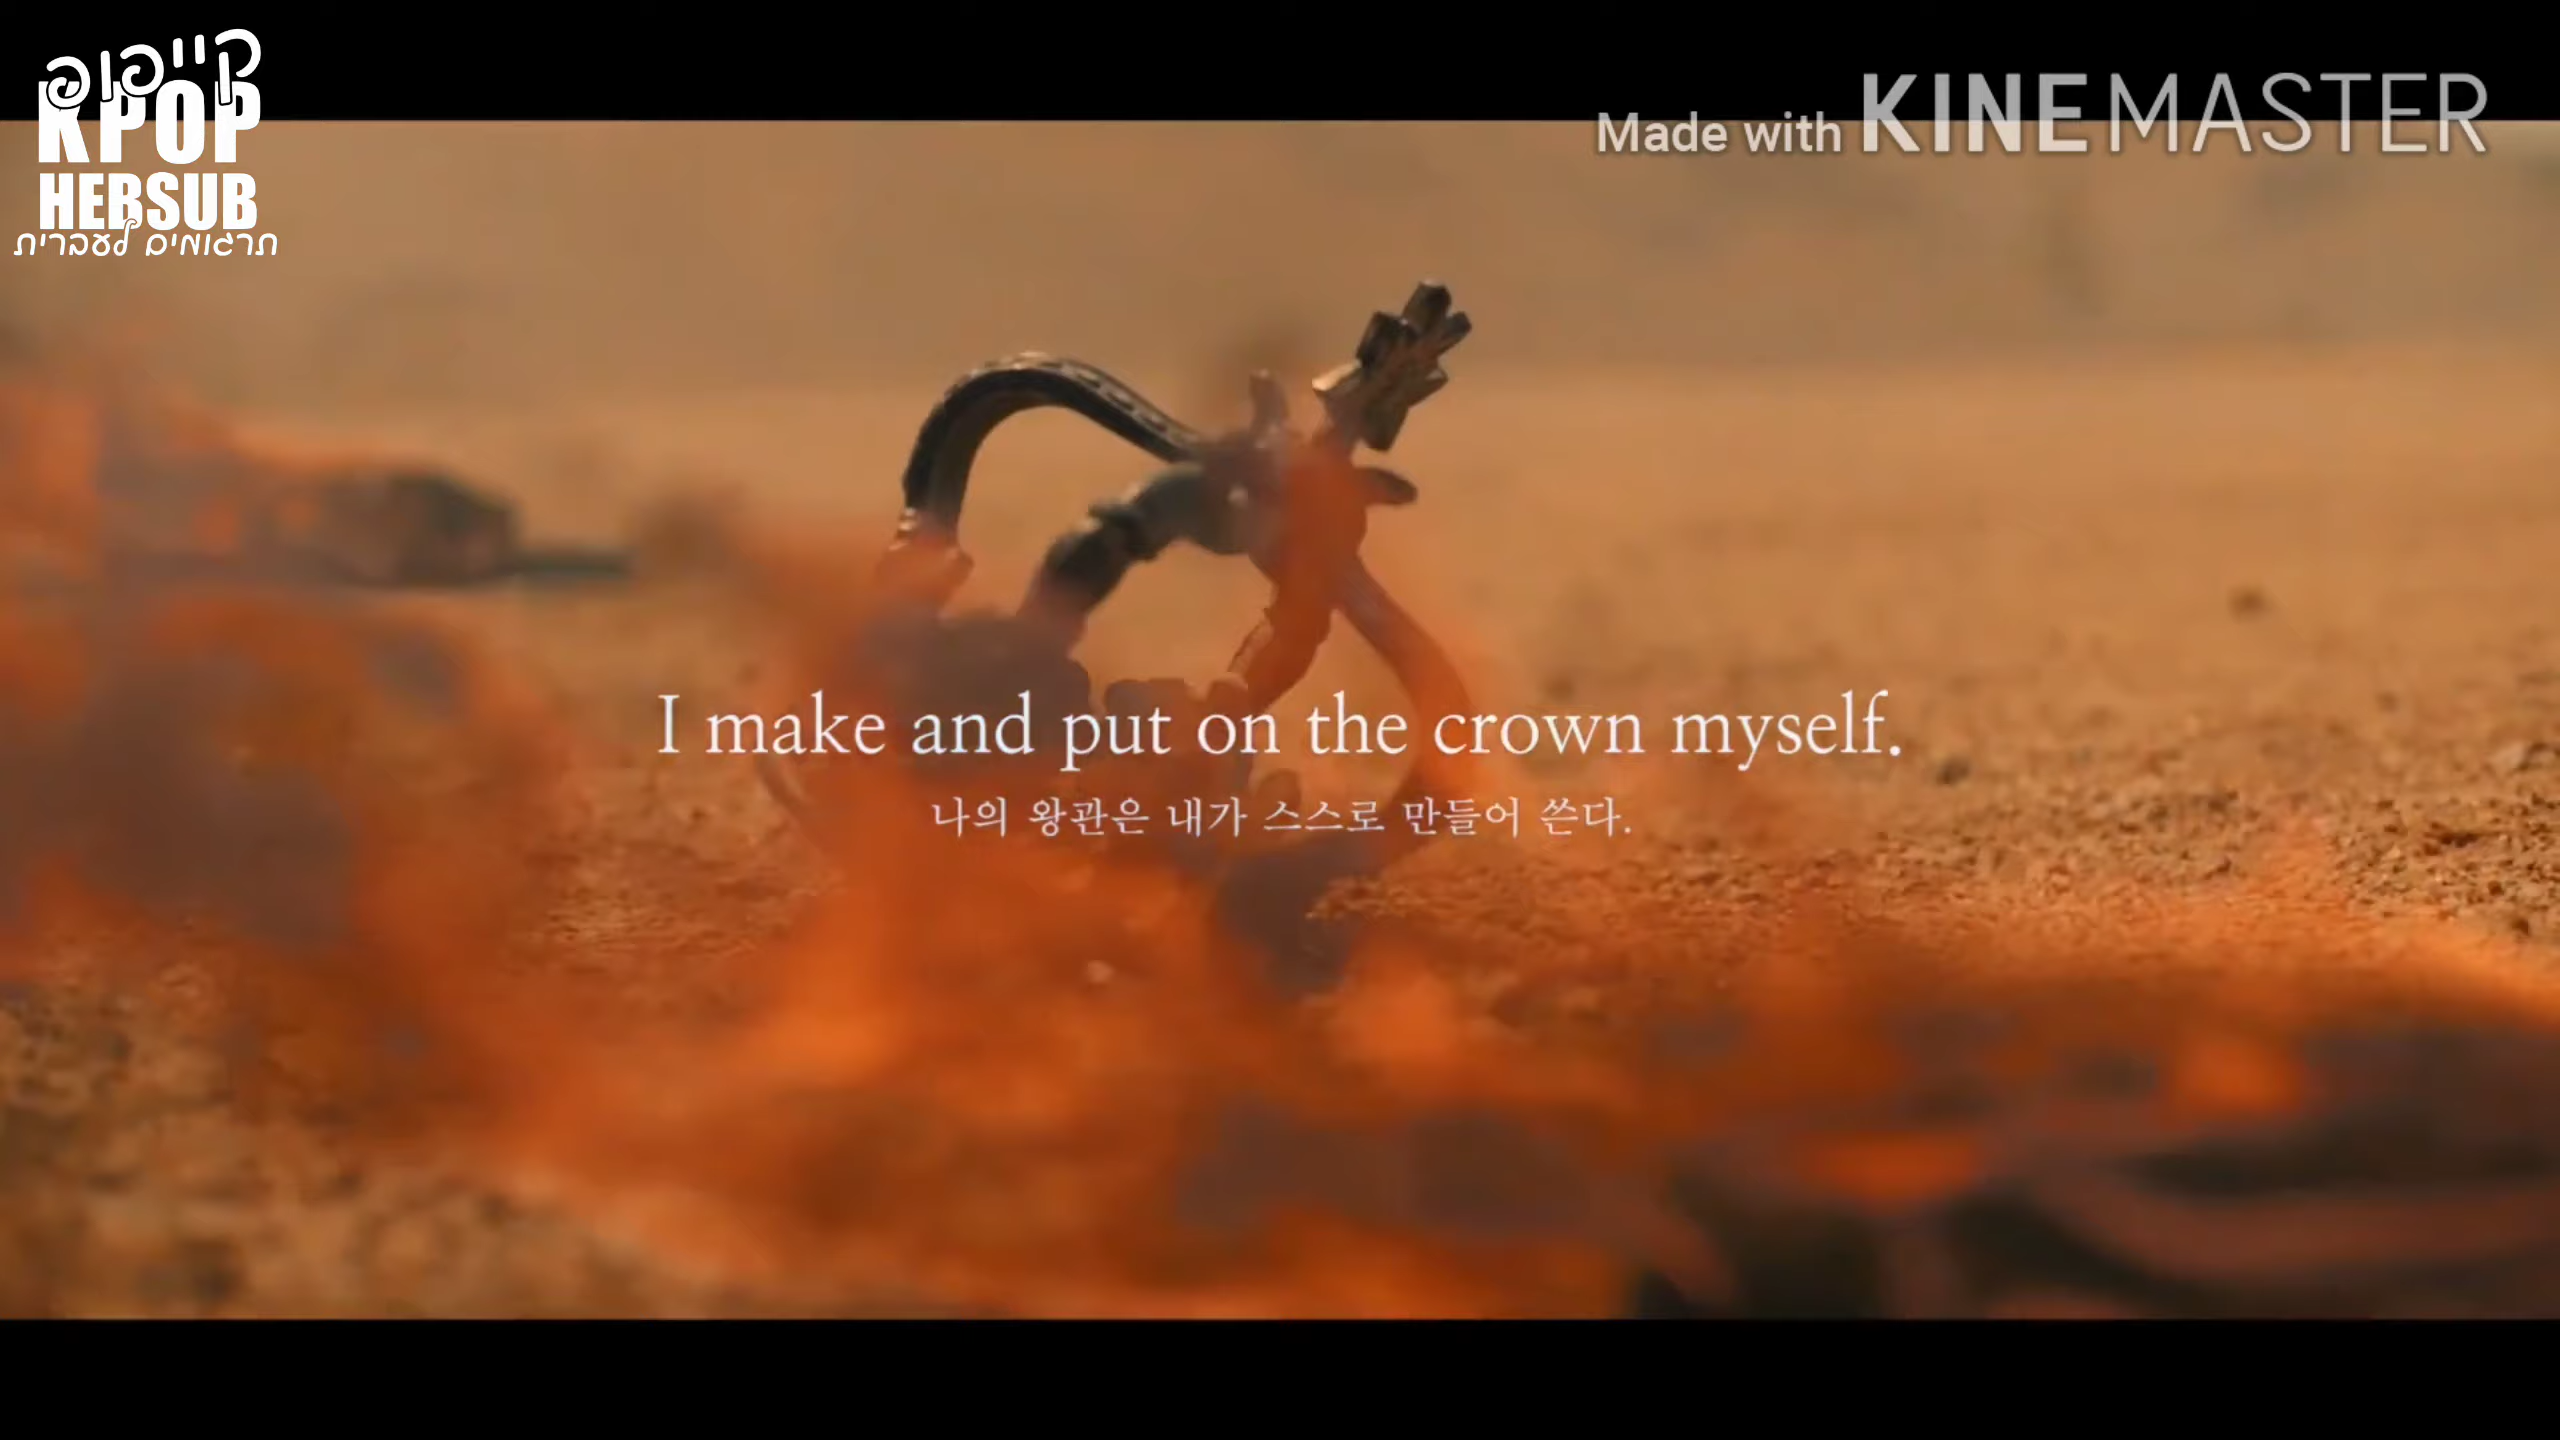 קייפופ
KPOP
HEBSUB
תרגומים לעברית
Made with KINEMASTER
I make and put on the crown myself.
나의 왕관은 내가 스스로 만들어 쓴다.